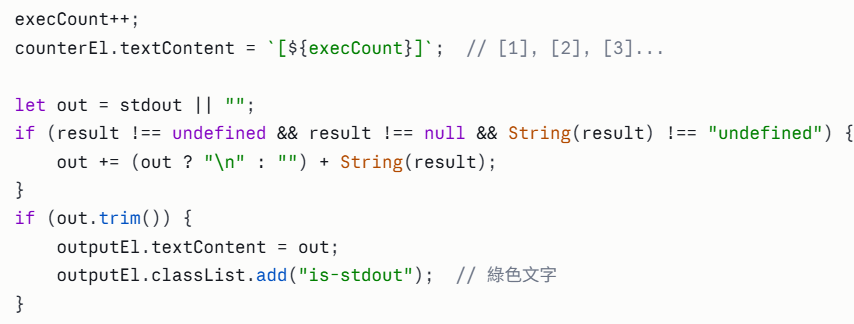 execCount++;
counterEl.textContent = `[${execCount}]`;  // [1], [2], [3]...

let out = stdout || "";
if (result !== undefined && result !== null && String(result) !== "undefined") {
    out += (out ? "\n" : "") + String(result);
}
if (out.trim()) {
    outputEl.textContent = out;
    outputEl.classList.add("is-stdout");  // 綠色文字
}